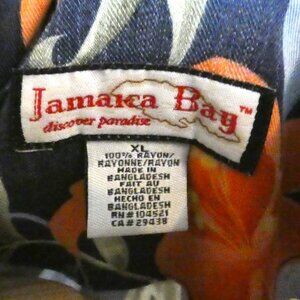 Jamaica Bay™
discover paradise
XL
100% RAYON/
RAYONNE/RAYON
MADE IN
BANGLADESH
FAIT AU
BANGLADESH
HECHO EN
BANGLADESH
RN# 104521
CA# 29438